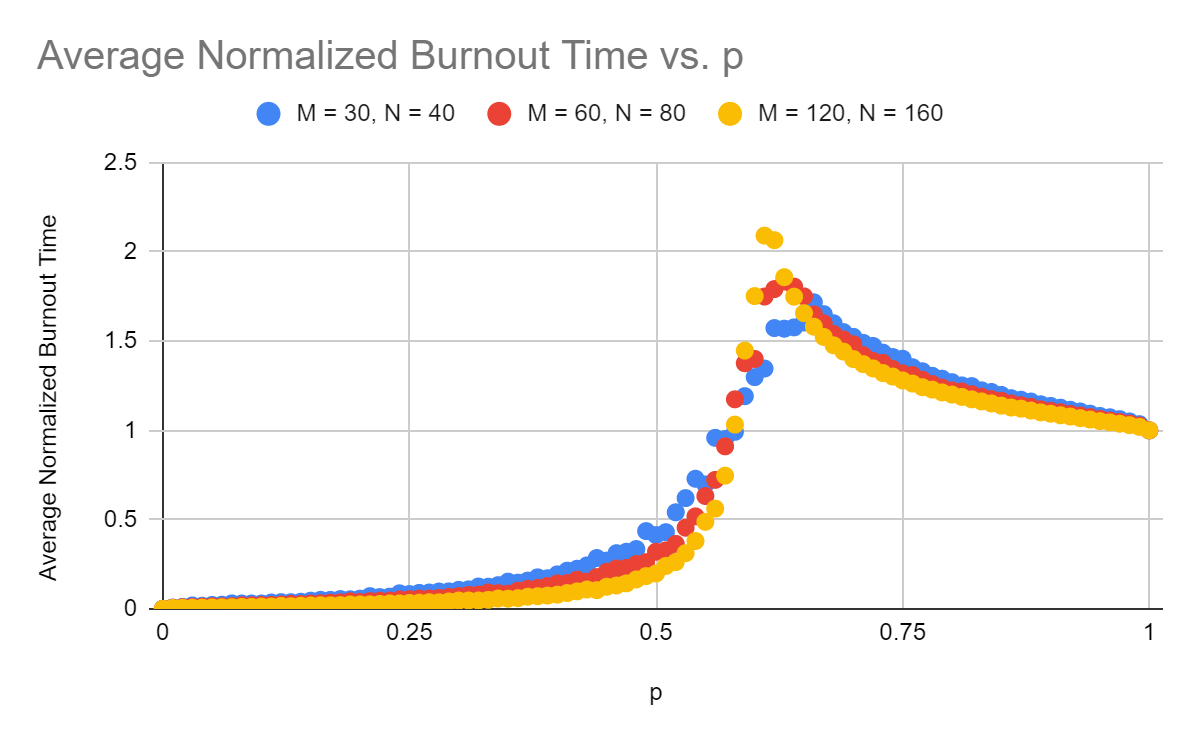 Average Normalized Burnout Time vs. p
M = 30, N = 40 M = 60, N = 80 M = 120, N = 160
Average Normalized Burnout Time
2.5
2
1.5
1
0.5
0
0 0.25 0.5 0.75 1
p